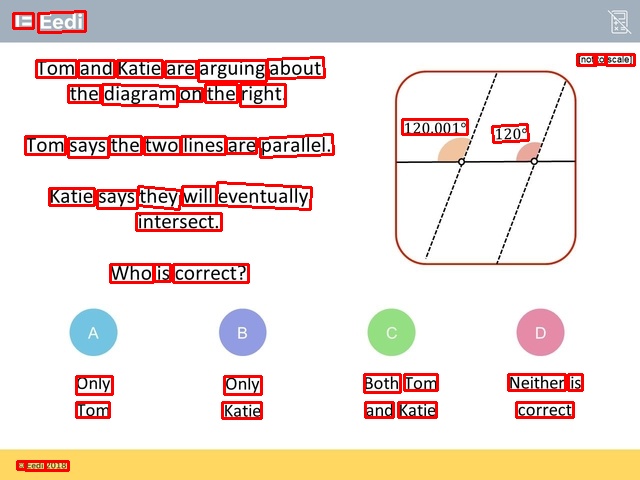 Eedi
[not to scale]
Tom and Katie are arguing about
the diagram on the right.
Tom says the two lines are parallel.
Katie says they will eventually
intersect.
Who is correct?
120.001°
120°
A
B
C
D
Only
Tom
Only
Katie
Both Tom
and Katie
Neither is
correct
© Eedi 2018